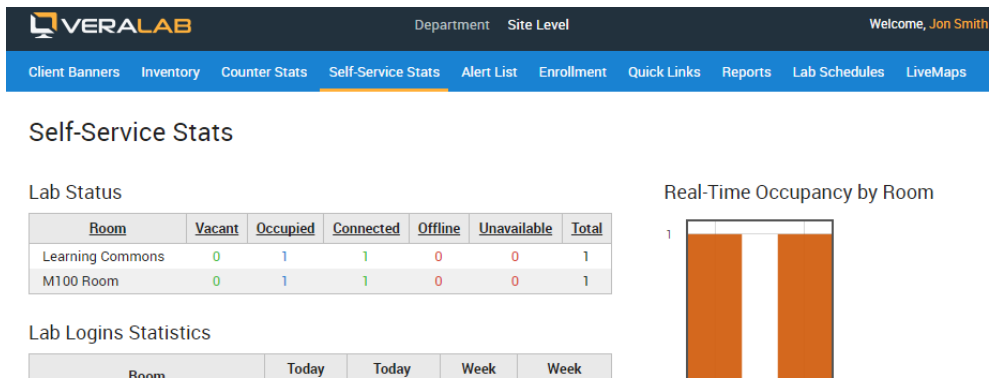 VERALAB Department Site Level Welcome, Jon Smith
Client Banners Inventory Counter Stats Self-Service Stats Alert List Enrollment Quick Links Reports Lab Schedules LiveMaps
Self-Service Stats
Lab Status
Room Vacant Occupied Connected Offline Unavailable Total
Learning Commons 0 1 1 0 0 1
M100 Room 0 1 1 0 0 1
Real-Time Occupancy by Room
1
Lab Logins Statistics
Room Today Today Week Week